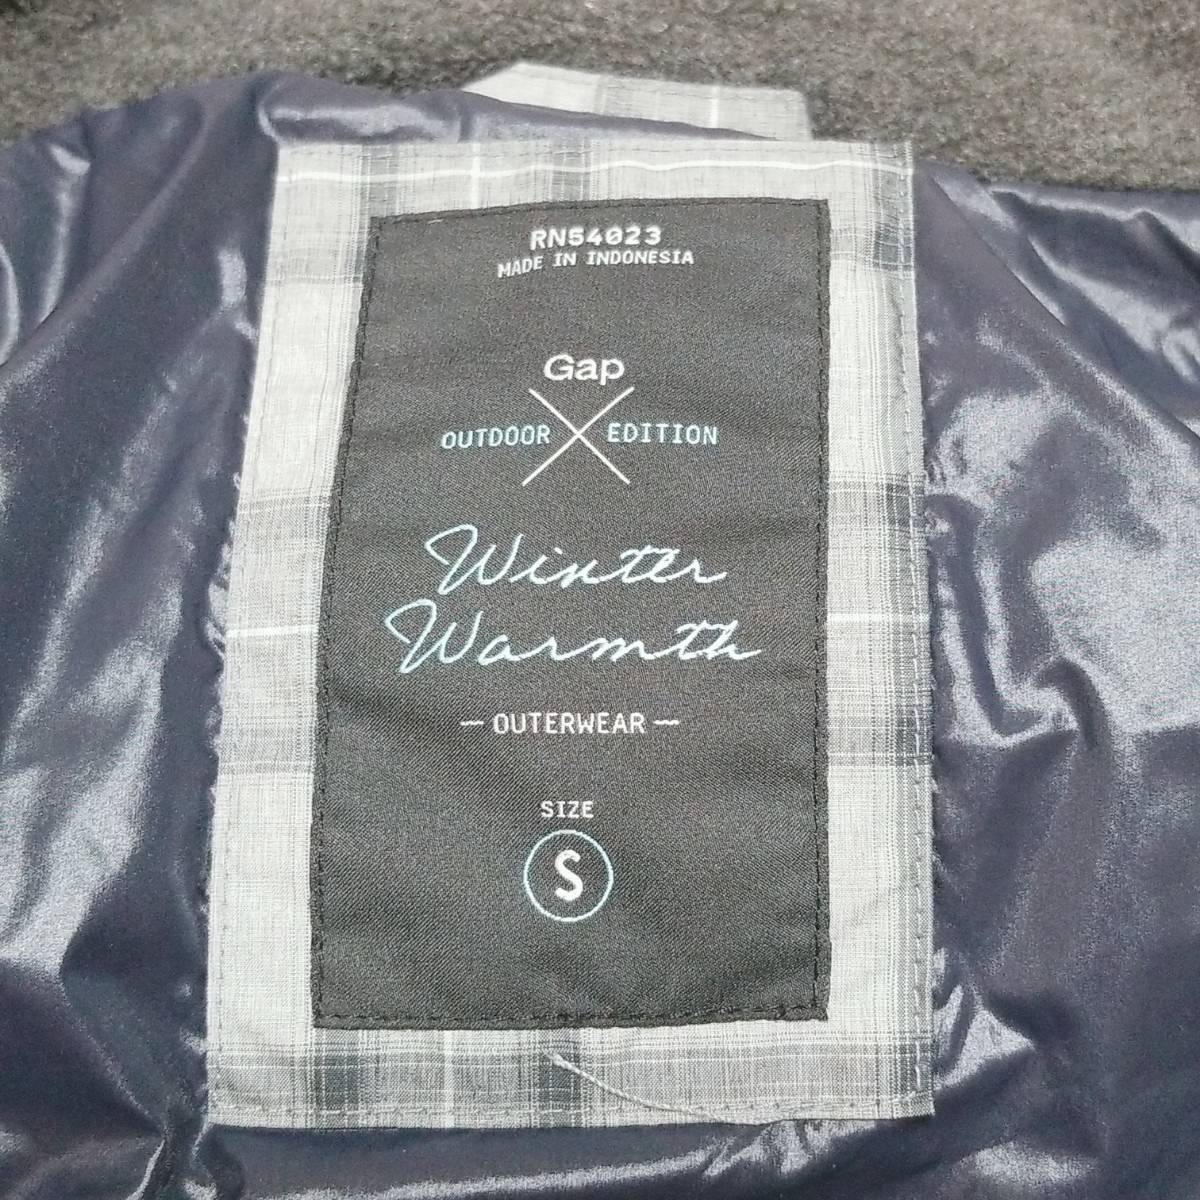 RN54023
MADE IN INDONESIA
Gap
OUTDOOR EDITION
Winter
Warmth
— OUTERWEAR —
SIZE
S